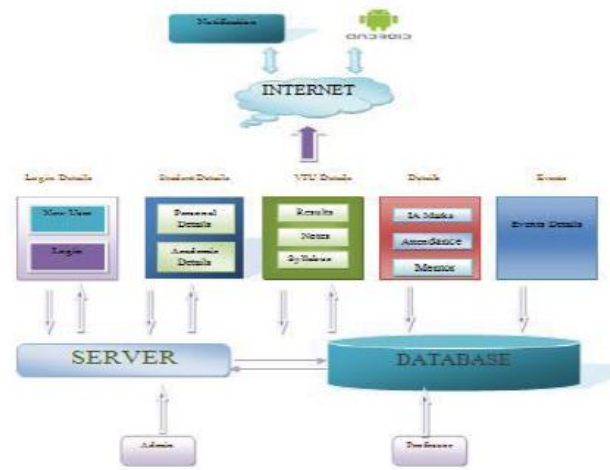 Notification
ANDROID
INTERNET
Login Details
Student Details
VTU Details
Details
Events
New User
Login
Personal
Details
Academic
Details
Results
Notes
Syllabus
IA Marks
Attendance
Mentor
Events Details
SERVER
DATABASE
Admin
Professor